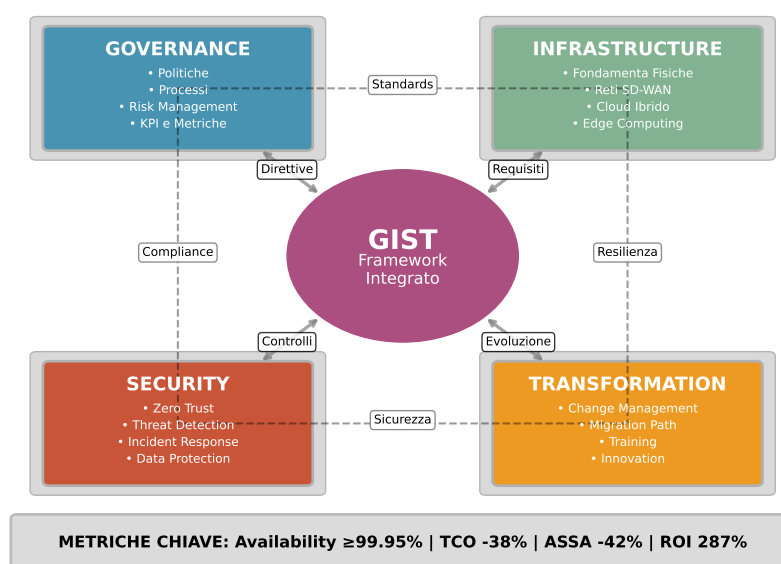 GOVERNANCE
• Politiche
• Processi
• Risk Management
• KPI e Metriche
Standards
INFRASTRUCTURE
• Fondamenta Fisiche
• Reti SD-WAN
• Cloud Ibrido
• Edge Computing
Direttive
Requisiti
GIST
Framework
Integrato
Compliance
Resilienza
Controlli
Evoluzione
SECURITY
• Zero Trust
• Threat Detection
• Incident Response
• Data Protection
Sicurezza
TRANSFORMATION
• Change Management
• Migration Path
• Training
• Innovation
METRICHE CHIAVE: Availability ≥99.95% | TCO -38% | ASSA -42% | ROI 287%